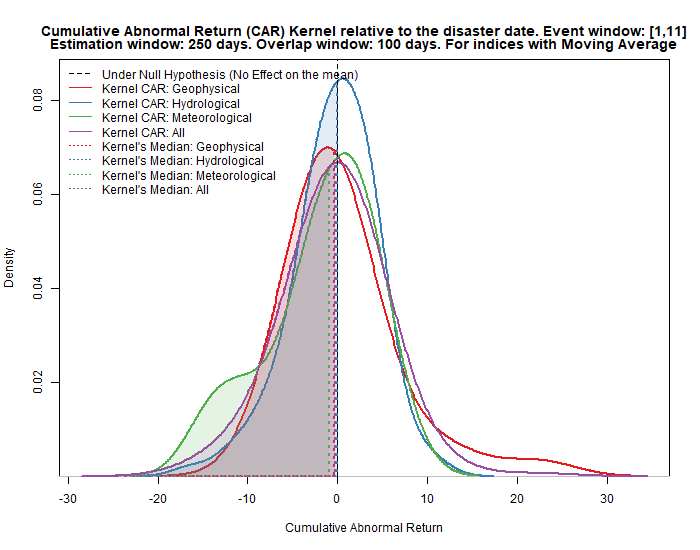 Cumulative Abnormal Return (CAR) Kernel relative to the disaster date. Event window: [1,11]
Estimation window: 250 days. Overlap window: 100 days. For indices with Moving Average
Under Null Hypothesis (No Effect on the mean)
Kernel CAR: Geophysical
Kernel CAR: Hydrological
Kernel CAR: Meteorological
Kernel CAR: All
Kernel's Median: Geophysical
Kernel's Median: Hydrological
Kernel's Median: Meteorological
Kernel's Median: All
Density
0.08
0.06
0.04
0.02
-30 -20 -10 0 10 20 30
Cumulative Abnormal Return